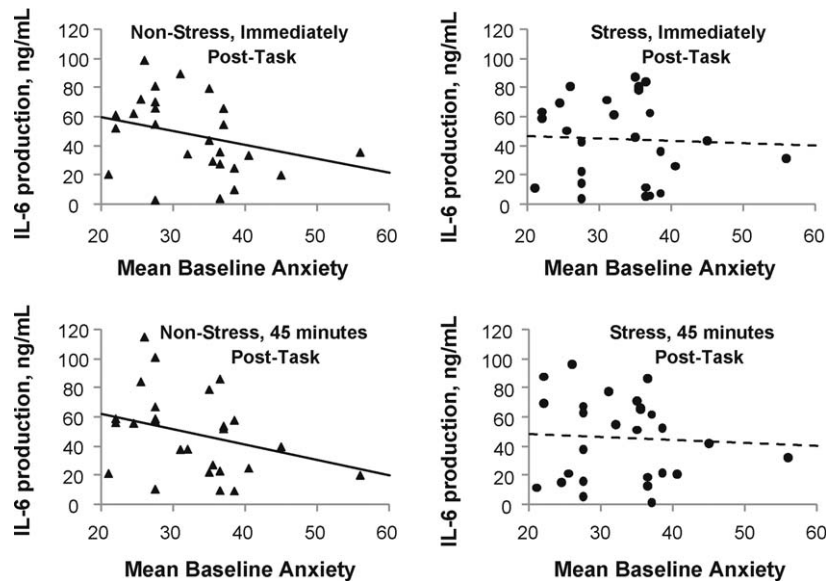 Non-Stress, Immediately
Post-Task
IL-6 production, ng/mL
120
100
80
60
40
20
0
20 30 40 50 60
Mean Baseline Anxiety
Stress, Immediately
Post-Task
IL-6 production, ng/mL
120
100
80
60
40
20
0
20 30 40 50 60
Mean Baseline Anxiety
Non-Stress, 45 minutes
Post-Task
IL-6 production, ng/mL
120
100
80
60
40
20
0
20 30 40 50 60
Mean Baseline Anxiety
Stress, 45 minutes
Post-Task
IL-6 production, ng/mL
120
100
80
60
40
20
0
20 30 40 50 60
Mean Baseline Anxiety